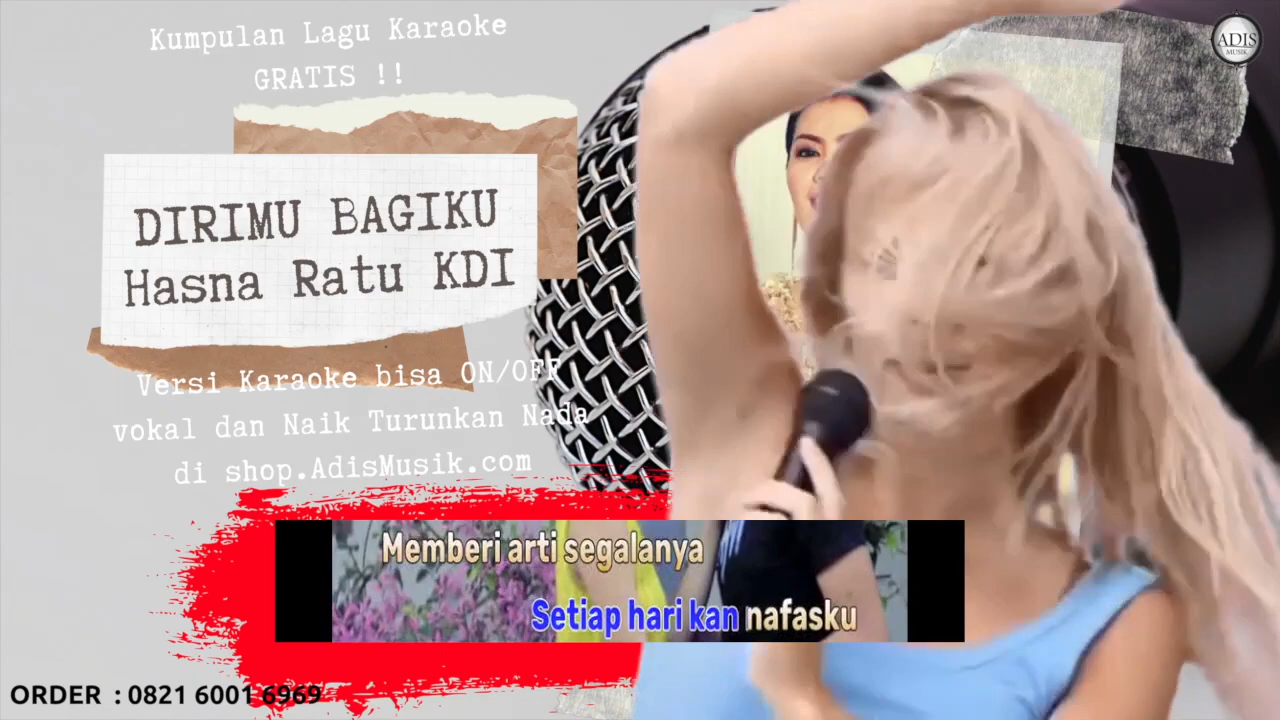 Kumpulan Lagu Karaoke
GRATIS !!
ADIS
MUSIK
DIRIMU BAGIKU
Hasna Ratu KDI
Versi Karaoke bisa ON/OFF
vokal dan Naik Turunkan Nada
di shop.AdisMusik.com
Memberi arti segalanya
Setiap hari kan nafasku
ORDER : 0821 6001 6969